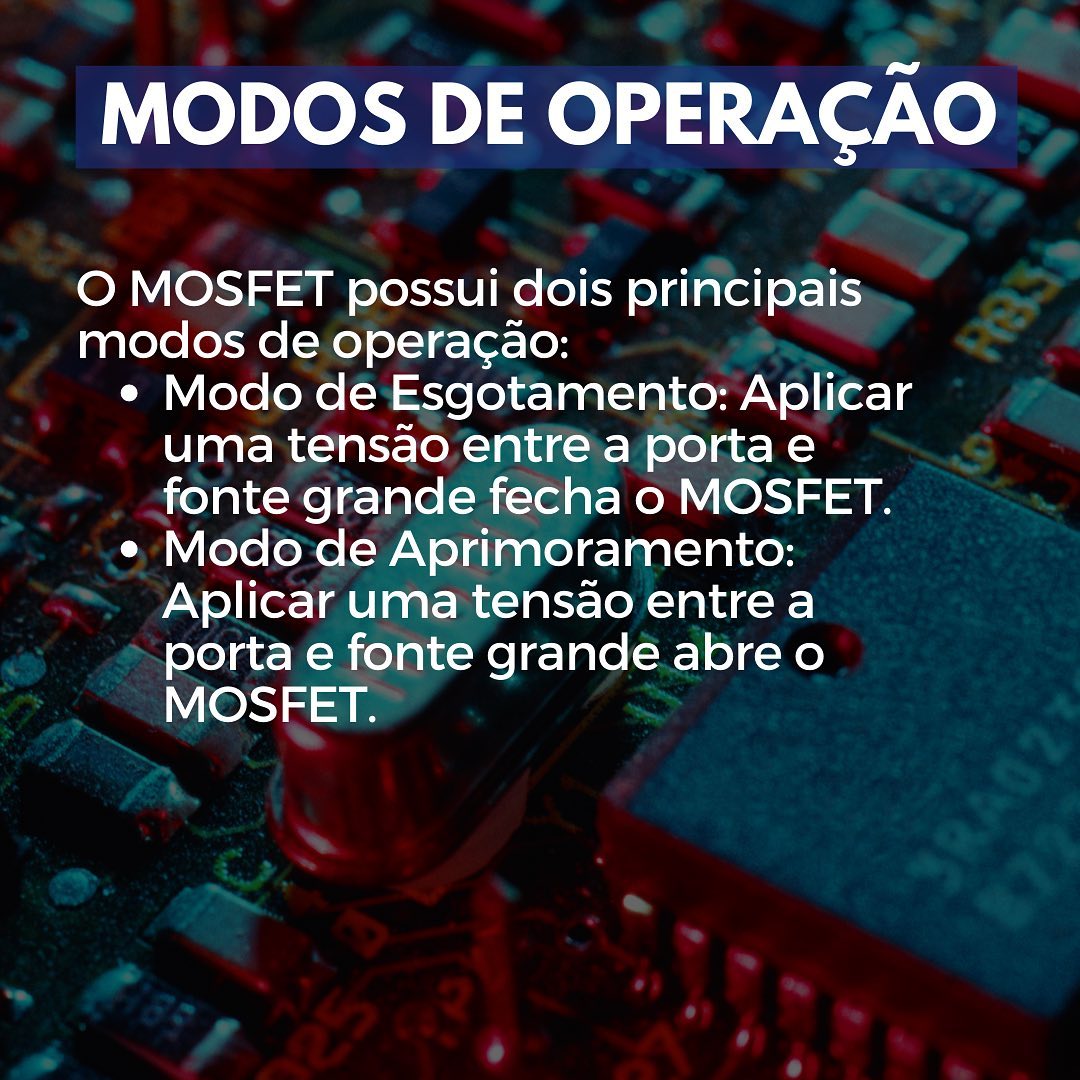 MODOS DE OPERAÇÃO
O MOSFET possui dois principais
modos de operação:
• Modo de Esgotamento: Aplicar
uma tensão entre a porta e
fonte grande fecha o MOSFET.
• Modo de Aprimoramento:
Aplicar uma tensão entre a
porta e fonte grande abre o
MOSFET.
R83